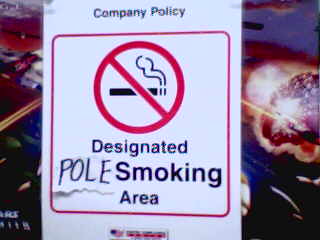 Company Policy
Designated
POLE Smoking
Area